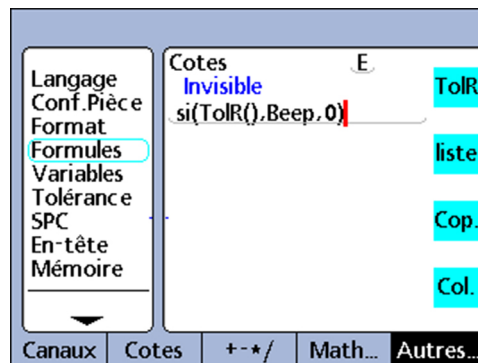 Langage
Conf.Pièce
Format
Formules
Variables
Tolérance
SPC
En-tête
Mémoire
Cotes E
Invisible
si(TolR(),Beep,0)
TolR
liste
Cop.
Col.
Canaux Cotes +-*/ Math... Autres...